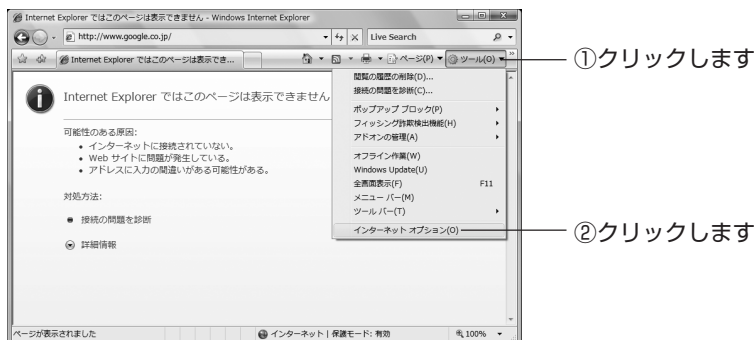 Internet Explorer ではこのページは表示できません - Windows Internet Explorer
http://www.google.co.jp/
Live Search
Internet Explorer ではこのページは表示でき...
ページ(P)
ツール(O)
①クリックします
Internet Explorer ではこのページは表示できません
可能性のある原因:
• インターネットに接続されていない。
• Web サイトに問題が発生している。
• アドレスに入力の間違いがある可能性がある。
対処方法:
接続の問題を診断
詳細情報
閲覧の履歴の削除(D)...
接続の問題を診断(C)...
ポップアップ ブロック(P)
フィッシング詐欺検出機能(H)
アドオンの管理(A)
オフライン作業(W)
Windows Update(U)
全画面表示(F) F11
メニュー バー(M)
ツール バー(T)
インターネット オプション(O)
②クリックします
ページが表示されました
インターネット | 保護モード: 有効
100%